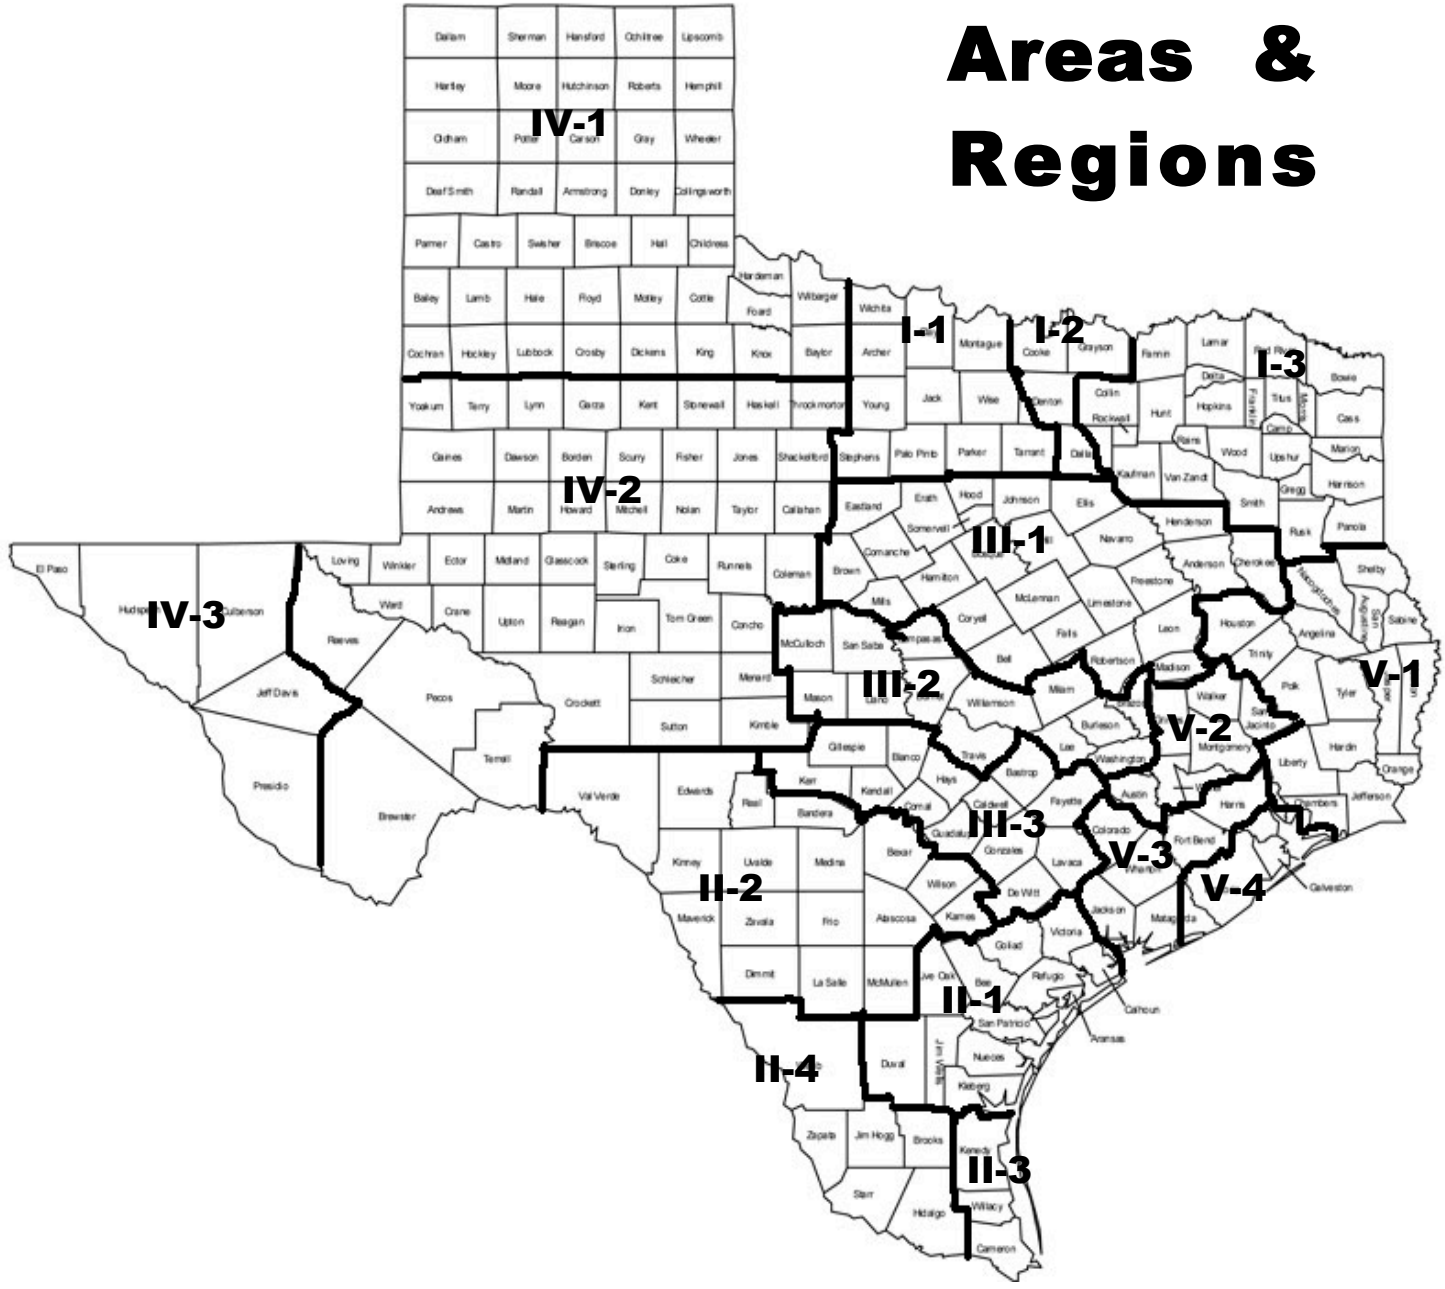 Areas &
Regions
Dallam Sherman Hansford Ochiltree Lipscomb
Hartley Moore Hutchinson Roberts Hemphill
IV-1
Oldham Potter Carson Gray Wheeler
Deaf Smith Randall Armstrong Donley Collingsworth
Parmer Castro Swisher Briscoe Hall Childress
Hardeman
Bailey Lamb Hale Floyd Motley Cottle Foard Wilbarger Wichita
I-1 I-2
Cochran Hockley Lubbock Crosby Dickens King Knox Baylor Archer Montague Cooke Grayson Fannin Lamar
I-3
Bowie
Delta
Yoakum Terry Lynn Garza Kent Stonewall Haskell Throckmorton Young Jack Wise Denton Collin Rockwall Hunt Hopkins Franklin Titus Morris Cass
Camp
Gaines Dawson Borden Scurry Fisher Jones Shackelford Stephens Palo Pinto Parker Tarrant Kaufman Van Zandt Rains Wood Upshur Marion
Gregg Harrison
IV-2
Andrews Martin Howard Mitchell Nolan Taylor Callahan Eastland Erath Hood Johnson Ellis Henderson Smith Rusk Panola
Somervell
III-1
Navarro
El Paso Loving Winkler Ector Midland Glasscock Sterling Coke Runnels Coleman Brown Comanche Hamilton Freestone Anderson Cherokee Nacogdoches Shelby
IV-3
Ward Crane Upton Reagan Irion Tom Green Concho Mills McLennan Limestone Leon Houston Angelina San Augustine Sabine
Reeves McCulloch San Saba Coryell Falls Trinity
Bell Robertson Madison
Jeff Davis Pecos Crockett Schleicher Menard Mason
III-2
Williamson Milam Walker Polk Tyler
V-1
Sutton Kimble Burleson
V-2
Jacinto Hardin
Terrell Gillespie Blanco Travis Lee Washington Montgomery Liberty Orange
Presidio Brewster Val Verde Edwards Real Kerr Kendall Hays Bastrop Fayette Austin Harris Chambers Jefferson
Bandera Comal Caldwell
III-3
Colorado Fort Bend
Kinney Uvalde Medina Bexar Gonzales Lavaca
V-3
Wharton
II-2
Wilson De Witt
V-4
Galveston
Maverick Zavala Frio Atascosa Karnes Jackson Matagorda
Victoria
Goliad
Dimmit La Salle McMullen Live Oak Bee Refugio
II-1
Calhoun
San Patricio
Aransas
II-4
Duval Jim Wells Nueces
Kleberg
Zapata Jim Hogg Brooks Kenedy
II-3
Starr Hidalgo Willacy
Cameron